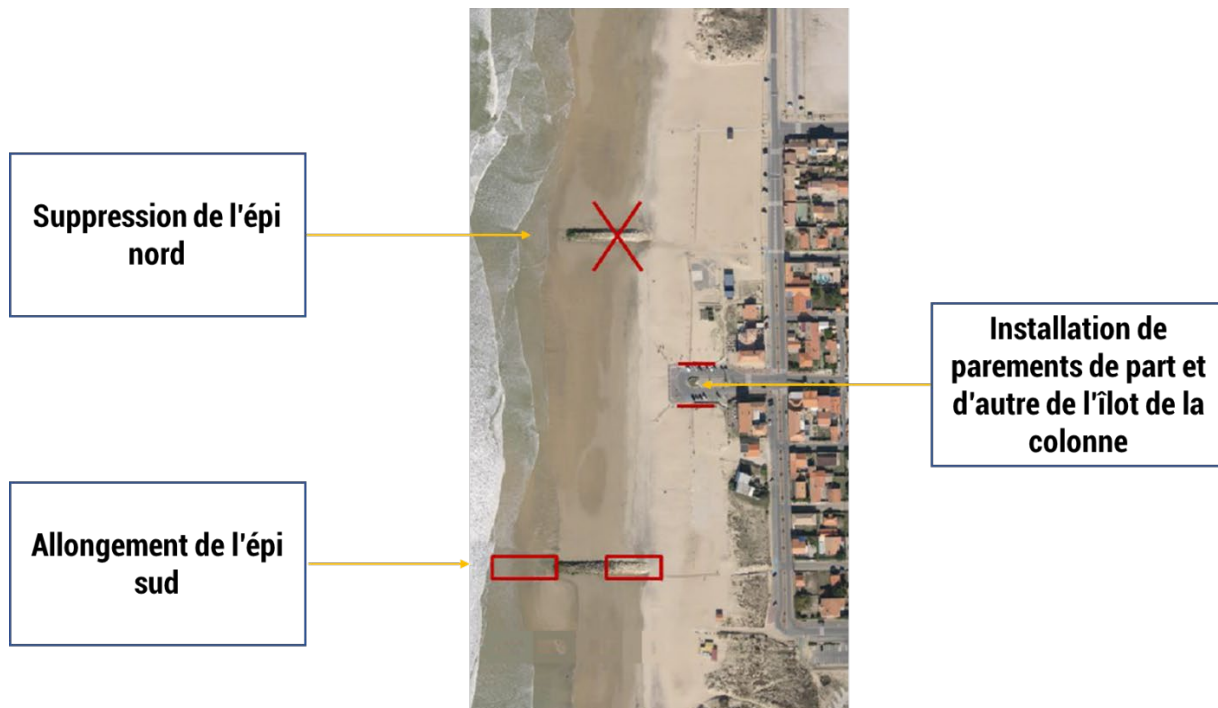 Suppression de l'épi
nord
Installation de
parements de part et
d'autre de l'îlot de la
colonne
Allongement de l'épi
sud